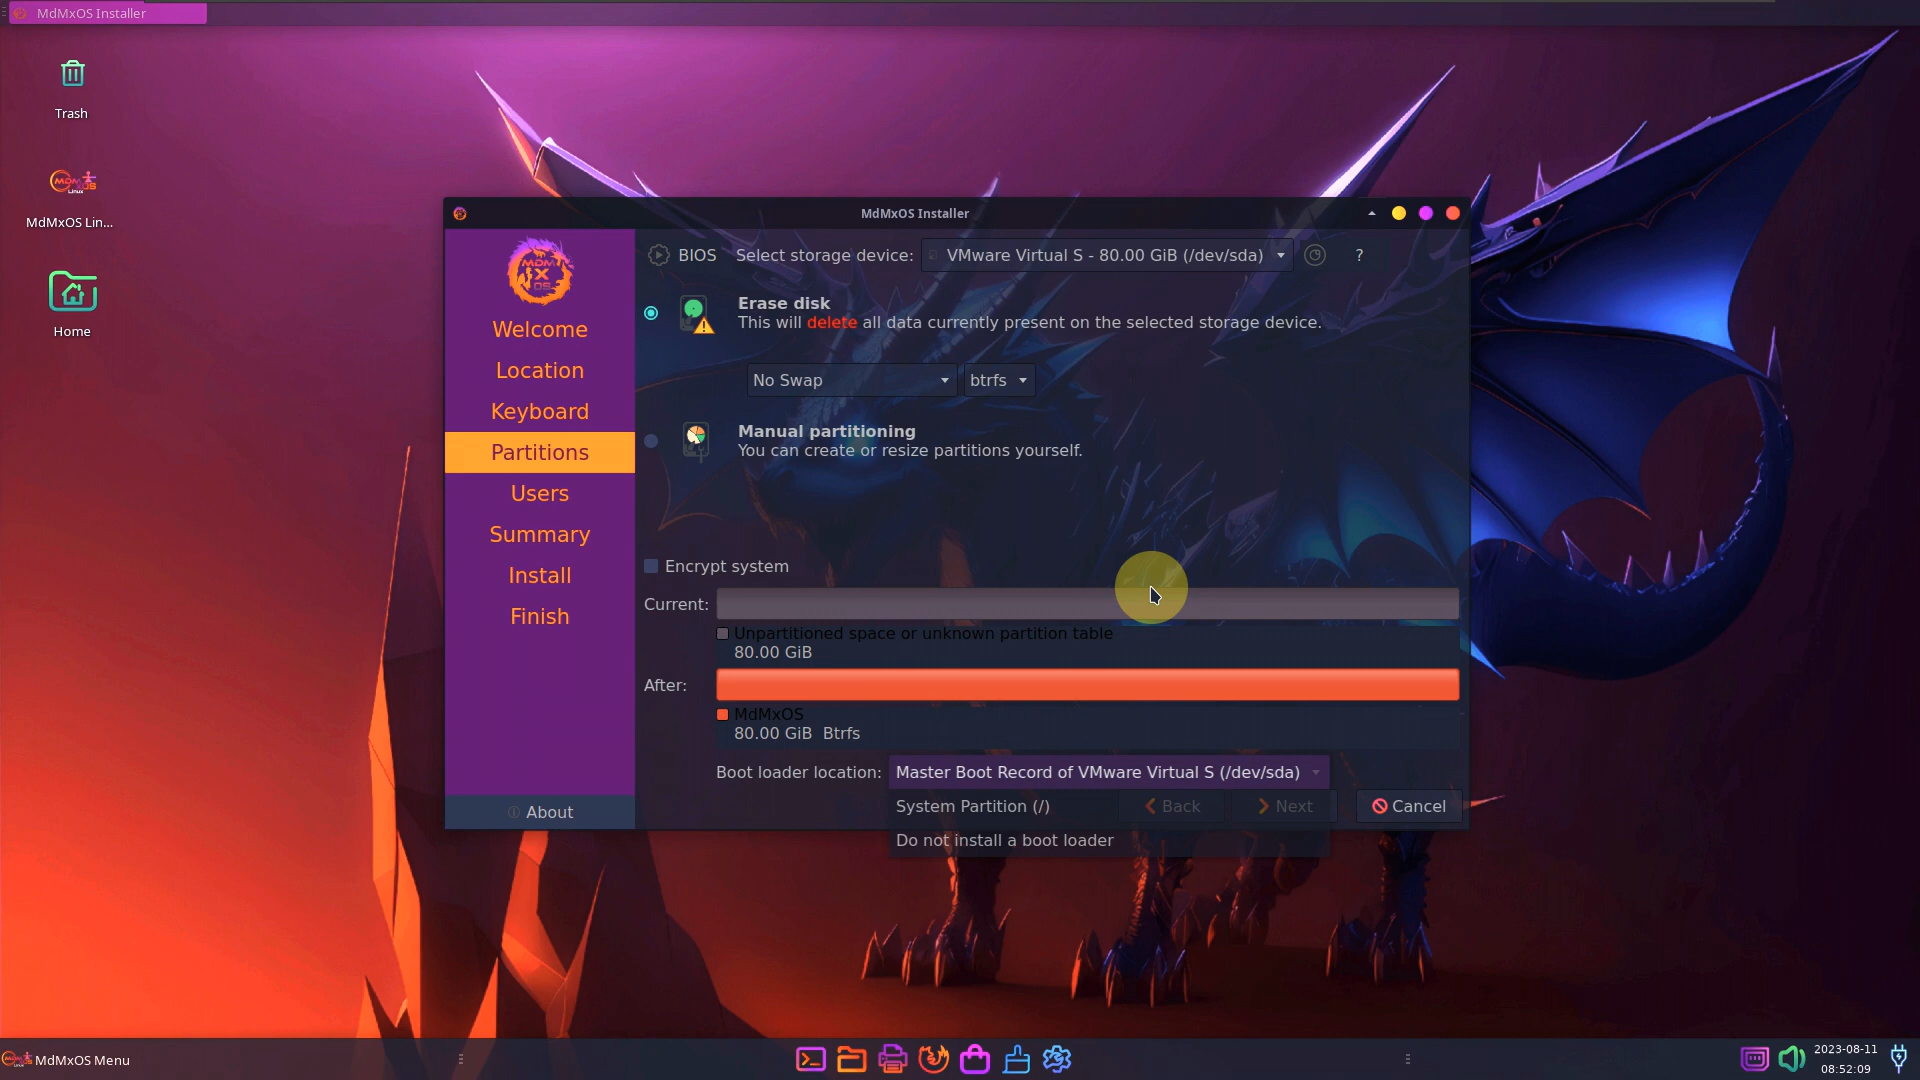 MdMxOS Installer
Trash
MDMXOS
Linux
MdMxOS Lin...
Home
MdMxOS Installer
MDM
X
OS
Welcome
Location
Keyboard
Partitions
Users
Summary
Install
Finish
About
BIOS Select storage device: VMware Virtual S - 80.00 GiB (/dev/sda) ?
Erase disk
This will delete all data currently present on the selected storage device.
No Swap btrfs
Manual partitioning
You can create or resize partitions yourself.
Encrypt system
Current:
Unpartitioned space or unknown partition table
80.00 GiB
After:
MdMxOS
80.00 GiB Btrfs
Boot loader location: Master Boot Record of VMware Virtual S (/dev/sda)
System Partition (/)
Back Next Cancel
Do not install a boot loader
MdMxOS Menu
2023-08-11
08:52:09